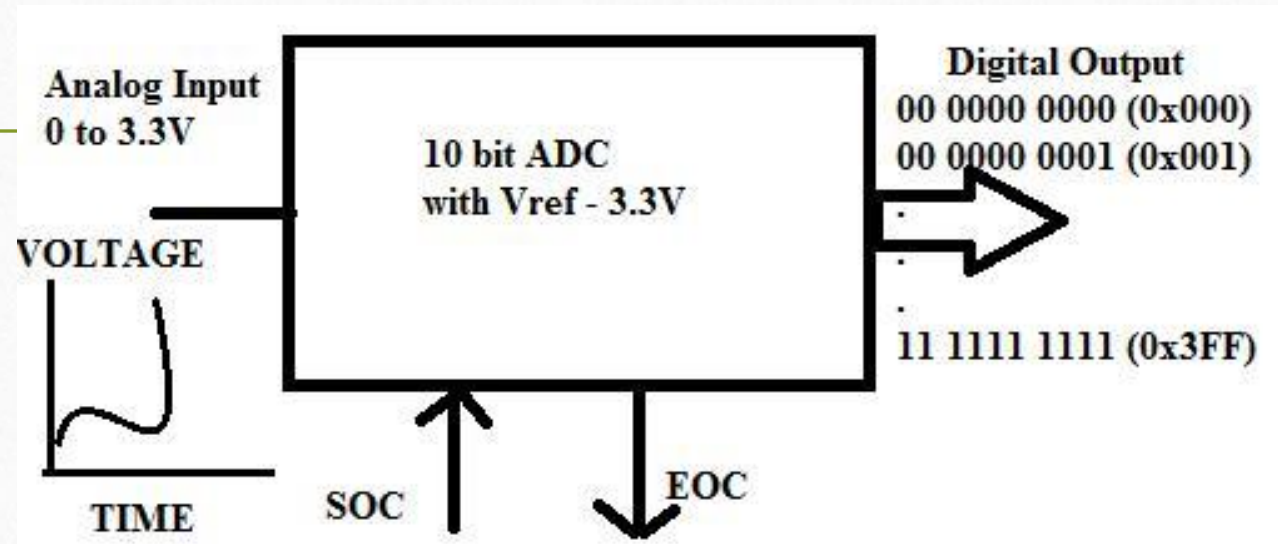 Analog Input
0 to 3.3V
VOLTAGE
TIME
10 bit ADC
with Vref - 3.3V
SOC
EOC
Digital Output
00 0000 0000 (0x000)
00 0000 0001 (0x001)
.
.
.
11 1111 1111 (0x3FF)